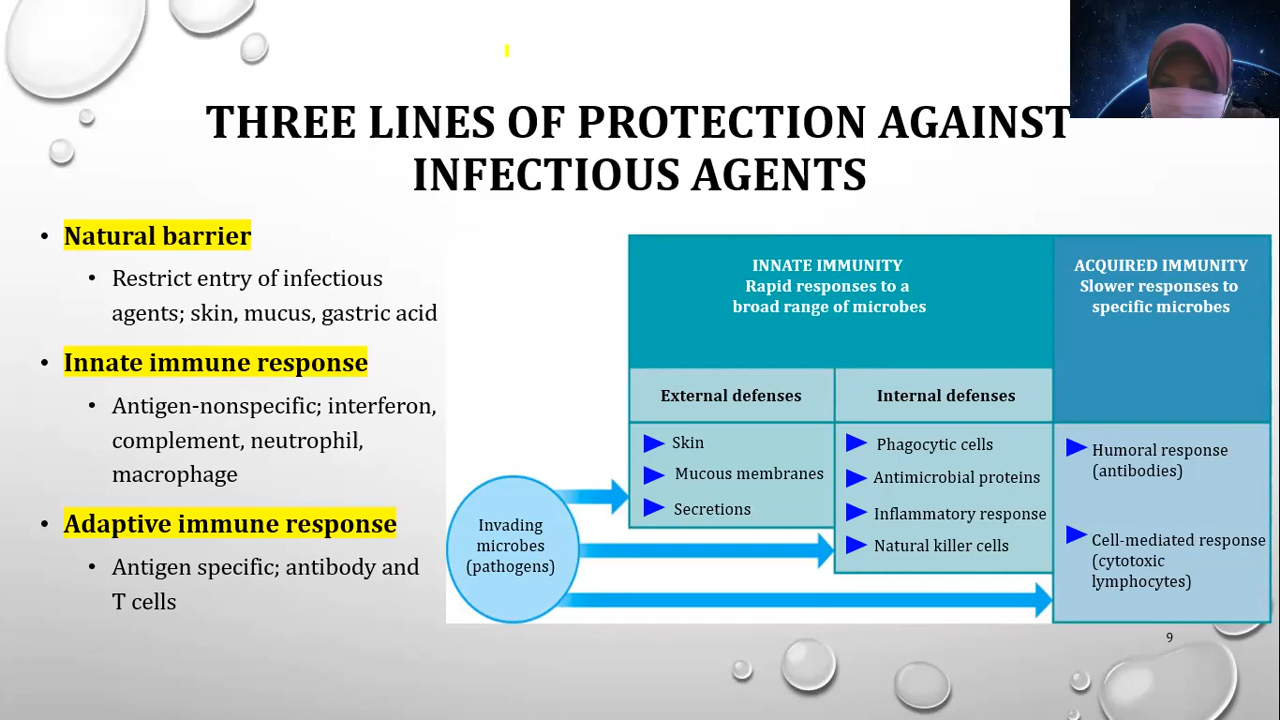 THREE LINES OF PROTECTION AGAINST
INFECTIOUS AGENTS
• Natural barrier
• Restrict entry of infectious
agents; skin, mucus, gastric acid
• Innate immune response
• Antigen-nonspecific; interferon,
complement, neutrophil,
macrophage
• Adaptive immune response
• Antigen specific; antibody and
T cells
INNATE IMMUNITY
Rapid responses to a
broad range of microbes
ACQUIRED IMMUNITY
Slower responses to
specific microbes
External defenses
Internal defenses
Skin
Mucous membranes
Secretions
Phagocytic cells
Antimicrobial proteins
Inflammatory response
Natural killer cells
Humoral response
(antibodies)
Cell-mediated response
(cytotoxic
lymphocytes)
Invading
microbes
(pathogens)
9